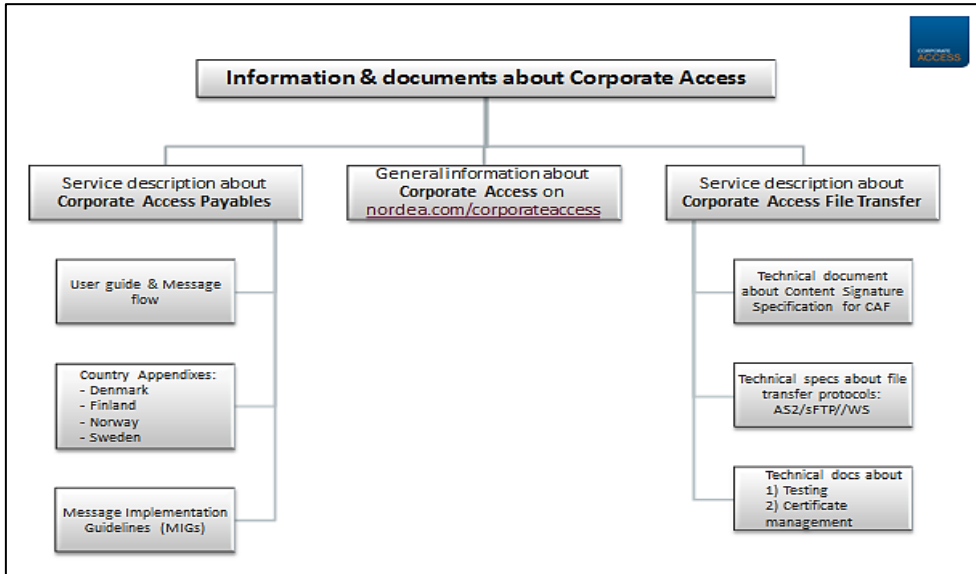 CORPORATE
ACCESS
Information & documents about Corporate Access
Service description about
Corporate Access Payables
General information about
Corporate Access on
nordea.com/corporateaccess
Service description about
Corporate Access File Transfer
User guide & Message
flow
Country Appendixes:
- Denmark
- Finland
- Norway
- Sweden
Message Implementation
Guidelines (MIGs)
Technical document
about Content Signature
Specification for CAF
Technical specs about file
transfer protocols:
AS2/sFTP//WS
Technical docs about
1) Testing
2) Certificate
management